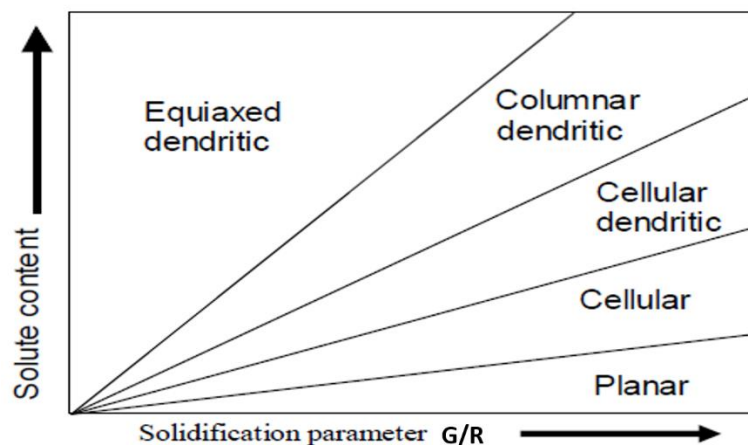 Equiaxed
dendritic
Columnar
dendritic
Cellular
dendritic
Cellular
Planar
Solute content
Solidification parameter G/R